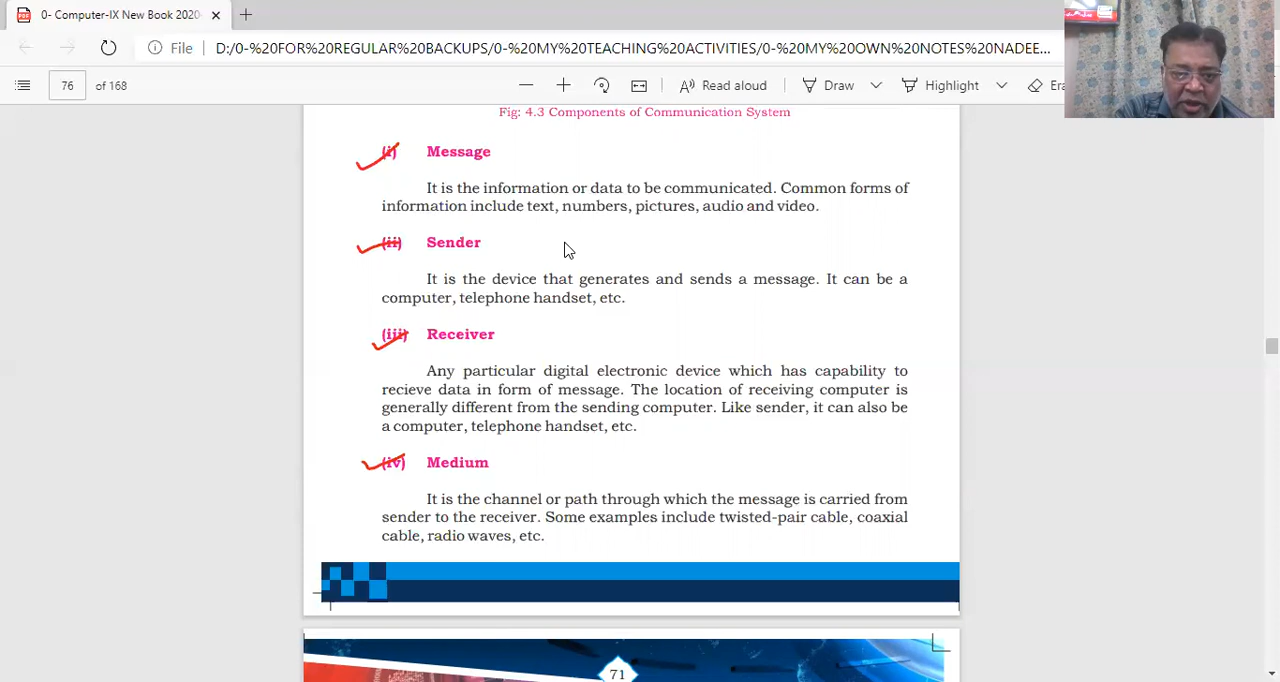 0- Computer-IX New Book 2020-
File D:/0-%20FOR%20REGULAR%20BACKUPS/0-%20MY%20TEACHING%20ACTIVITIES/0-%20MY%20OWN%20NOTES%20NADEE...
76 of 168 Read aloud Draw Highlight Era
Fig: 4.3 Components of Communication System
(i) Message
It is the information or data to be communicated. Common forms of
information include text, numbers, pictures, audio and video.
(ii) Sender
It is the device that generates and sends a message. It can be a
computer, telephone handset, etc.
(iii) Receiver
Any particular digital electronic device which has capability to
recieve data in form of message. The location of receiving computer is
generally different from the sending computer. Like sender, it can also be
a computer, telephone handset, etc.
(iv) Medium
It is the channel or path through which the message is carried from
sender to the receiver. Some examples include twisted-pair cable, coaxial
cable, radio waves, etc.
71